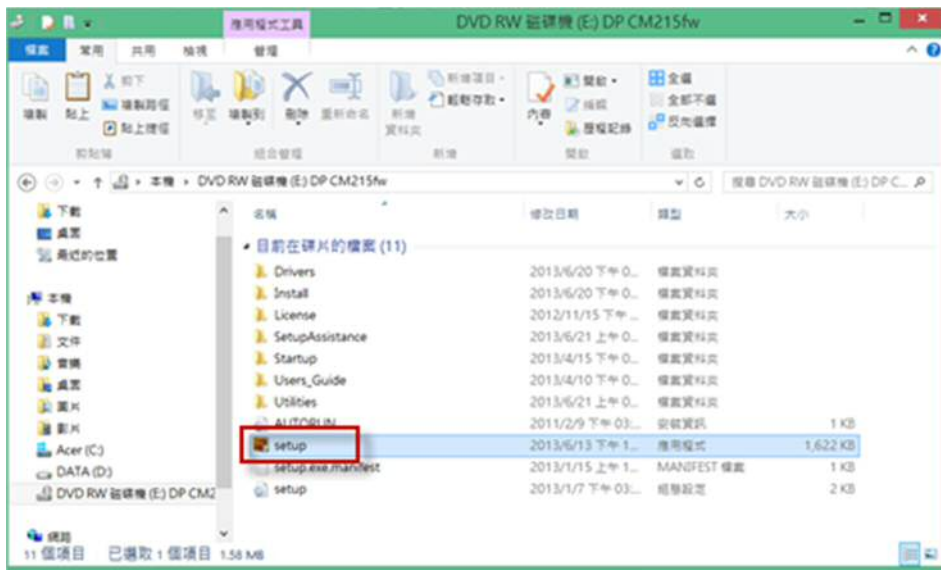 應用程式工具 DVD RW 磁碟機 (E:) DP CM215fw
檔案 常用 共用 檢視 管理
剪下 新增項目 開啟 全選
複製路徑 輕鬆存取 編輯 全部不選
複製 貼上 移至 複製到 刪除 重新命名 新增 內容
貼上捷徑 資料夾 歷程記錄 反向選擇
剪貼簿 組合管理 新增 開啟 選取
本機 DVD RW 磁碟機 (E:) DP CM215fw 搜尋 DVD RW 磁碟機 (E:) DP C...
下載 名稱 修改日期 類型 大小
桌面
最近的位置 目前在碟片的檔案 (11)
Drivers 2013/6/20 下午 0... 檔案資料夾
本機 Install 2013/6/20 下午 0... 檔案資料夾
下載 License 2012/11/15 下午 ... 檔案資料夾
文件 SetupAssistance 2013/6/21 上午 0... 檔案資料夾
音樂 Startup 2013/4/15 下午 0... 檔案資料夾
桌面 Users_Guide 2013/4/10 下午 0... 檔案資料夾
圖片 Utilities 2013/6/21 上午 0... 檔案資料夾
影片 AUTORUN 2011/2/9 下午 03:... 安裝資訊 1 KB
Acer (C:) setup 2013/6/13 下午 1... 應用程式 1,622 KB
DATA (D:) setup.exe.manifest 2013/1/15 上午 1... MANIFEST 檔案 1 KB
DVD RW 磁碟機 (E:) DP CM2 setup 2013/1/7 下午 03:... 組態設定 2 KB
網路
11 個項目 已選取 1 個項目 1.58 MB